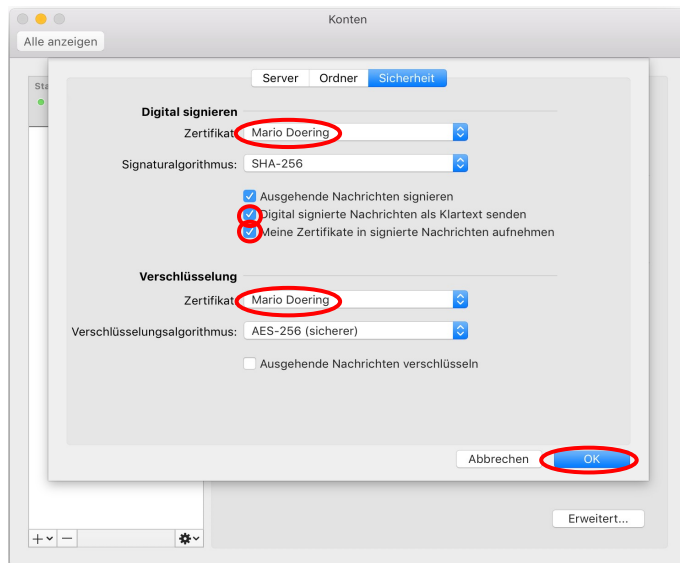 Konten
Alle anzeigen
Sta
Server Ordner Sicherheit
Digital signieren
Zertifikat: Mario Doering
Signaturalgorithmus: SHA-256
Ausgehende Nachrichten signieren
Digital signierte Nachrichten als Klartext senden
Meine Zertifikate in signierte Nachrichten aufnehmen
Verschlüsselung
Zertifikat: Mario Doering
Verschlüsselungsalgorithmus: AES-256 (sicherer)
Ausgehende Nachrichten verschlüsseln
Abbrechen OK
Erweitert...